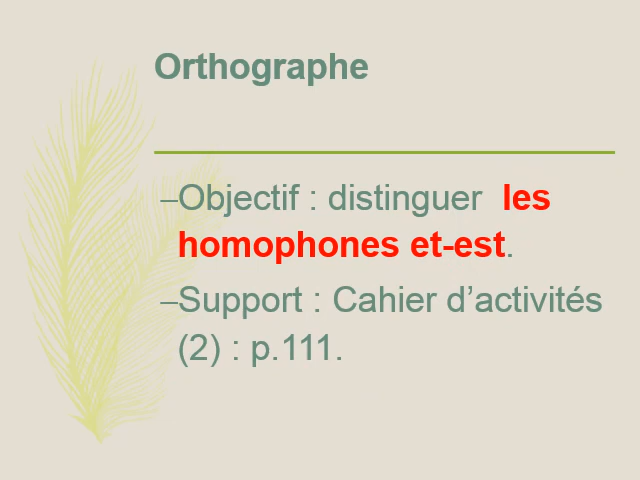 Orthographe
–Objectif : distinguer les
homophones et-est.
–Support : Cahier d’activités
(2) : p.111.